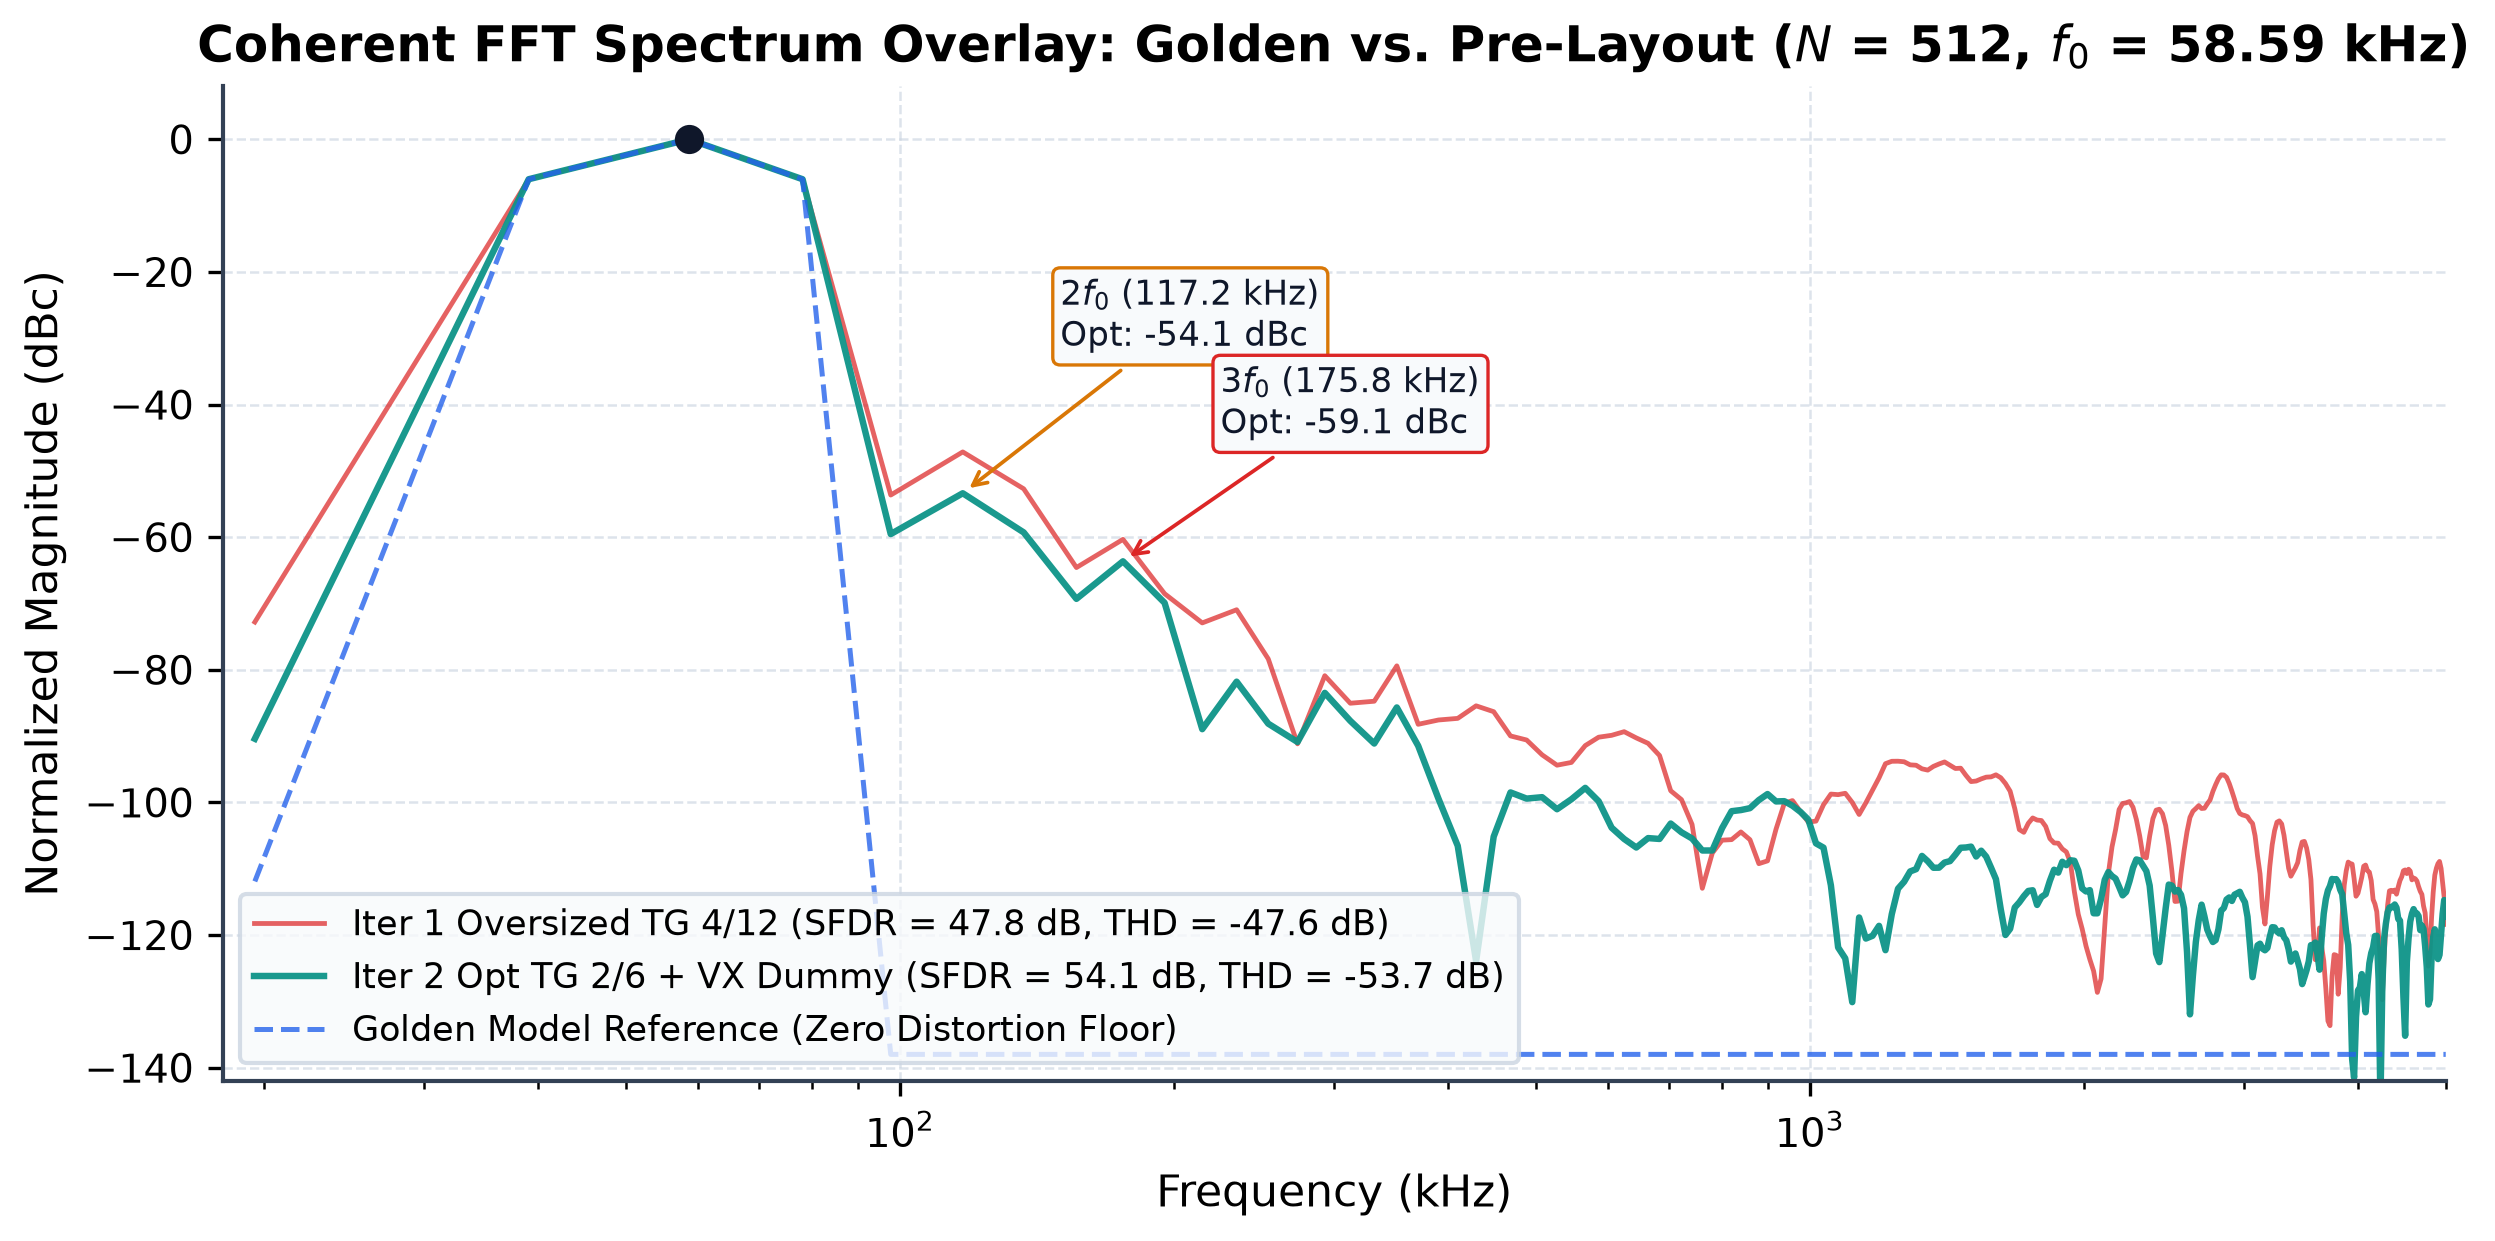 Coherent FFT Spectrum Overlay: Golden vs. Pre-Layout (N = 512, f₀ = 58.59 kHz)
Normalized Magnitude (dBc)
0
−20
−40
−60
−80
−100
−120
−140
2f₀ (117.2 kHz)
Opt: -54.1 dBc
3f₀ (175.8 kHz)
Opt: -59.1 dBc
Iter 1 Oversized TG 4/12 (SFDR = 47.8 dB, THD = -47.6 dB)
Iter 2 Opt TG 2/6 + VX Dummy (SFDR = 54.1 dB, THD = -53.7 dB)
Golden Model Reference (Zero Distortion Floor)
10² 10³
Frequency (kHz)